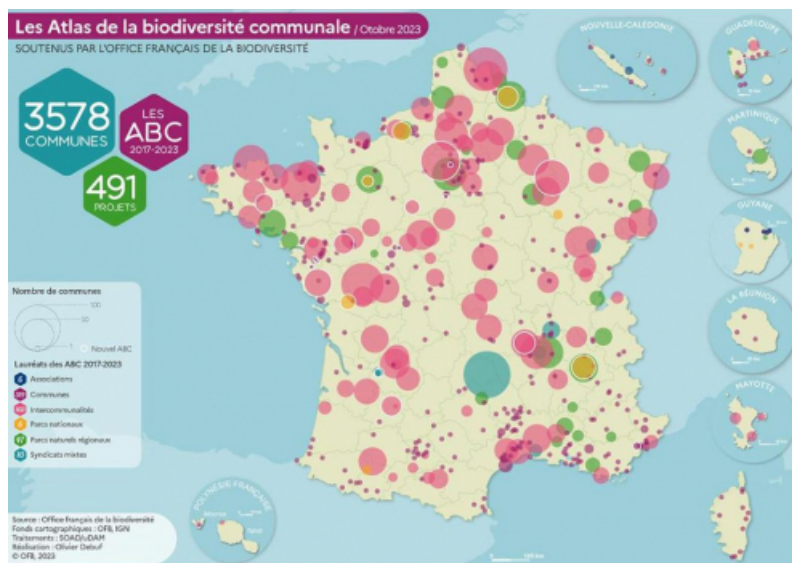 Les Atlas de la biodiversité communale / Otobre 2023
SOUTENUS PAR L'OFFICE FRANÇAIS DE LA BIODIVERSITÉ
3578
COMMUNES
LES
ABC
2017-2023
491
PROJETS
NOUVELLE-CALÉDONIE
GUADELOUPE
MARTINIQUE
GUYANE
LA RÉUNION
MAYOTTE
POLYNÉSIE FRANÇAISE
Nombre de communes
100
50
1
Nouvel ABC
Lauréats des ABC 2017-2023
Associations
Communes
Intercommunalités
Parcs nationaux
47 Parcs naturels régionaux
Syndicats mixtes
Source : Office français de la biodiversité
Fonds cartographiques : OFB, IGN
Traitements : SOAD/uDAM
Réalisation : Olivier Debuf
© OFB, 2023